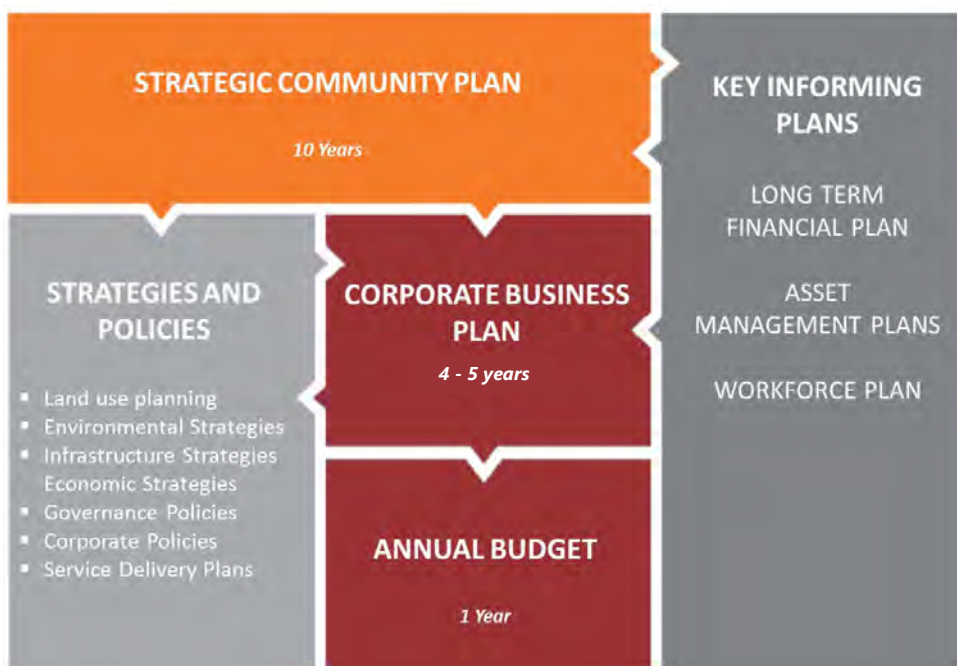 STRATEGIC COMMUNITY PLAN
10 Years
KEY INFORMING
PLANS
LONG TERM
FINANCIAL PLAN
ASSET
MANAGEMENT PLANS
WORKFORCE PLAN
STRATEGIES AND
POLICIES
▪ Land use planning
▪ Environmental Strategies
▪ Infrastructure Strategies
Economic Strategies
▪ Governance Policies
▪ Corporate Policies
▪ Service Delivery Plans
CORPORATE BUSINESS
PLAN
4 - 5 years
ANNUAL BUDGET
1 Year